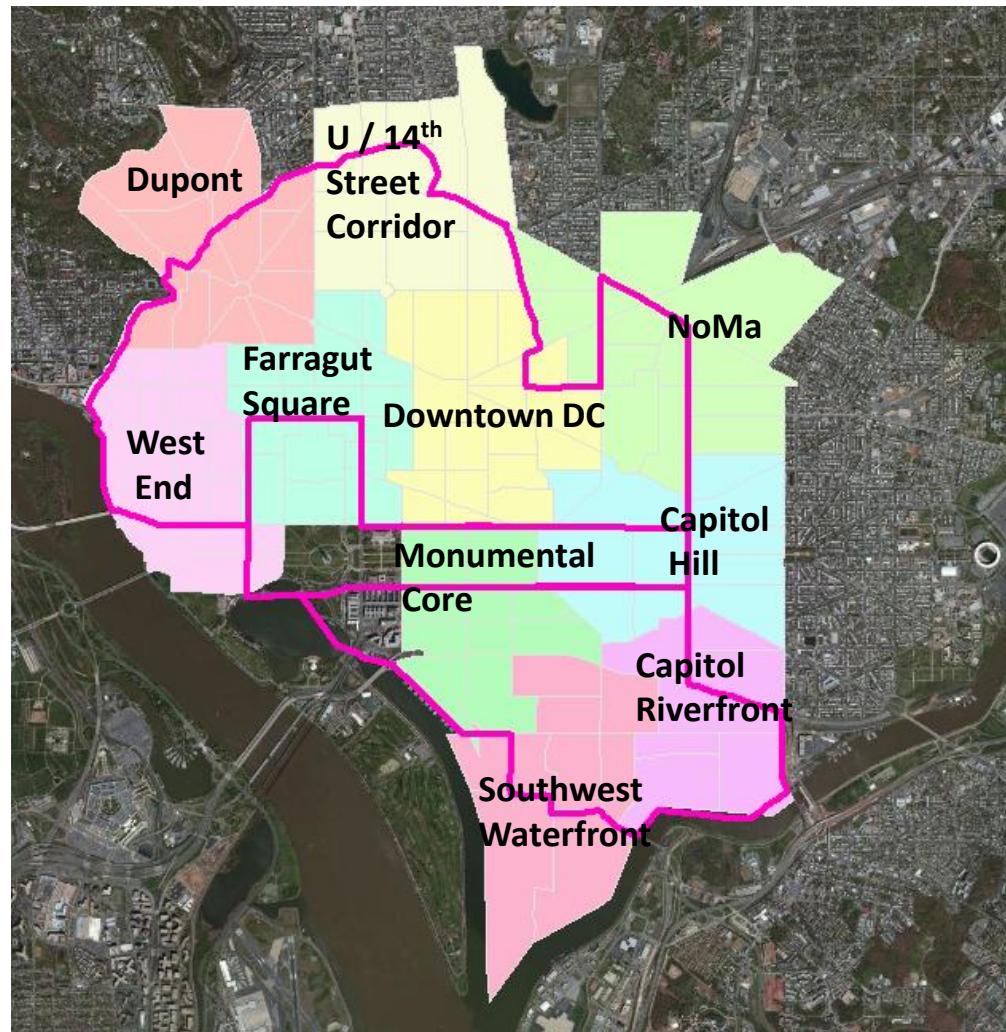 U / 14th
Street
Corridor
Dupont
NoMa
Farragut
Square
Downtown DC
West
End
Capitol
Hill
Monumental
Core
Capitol
Riverfront
Southwest
Waterfront